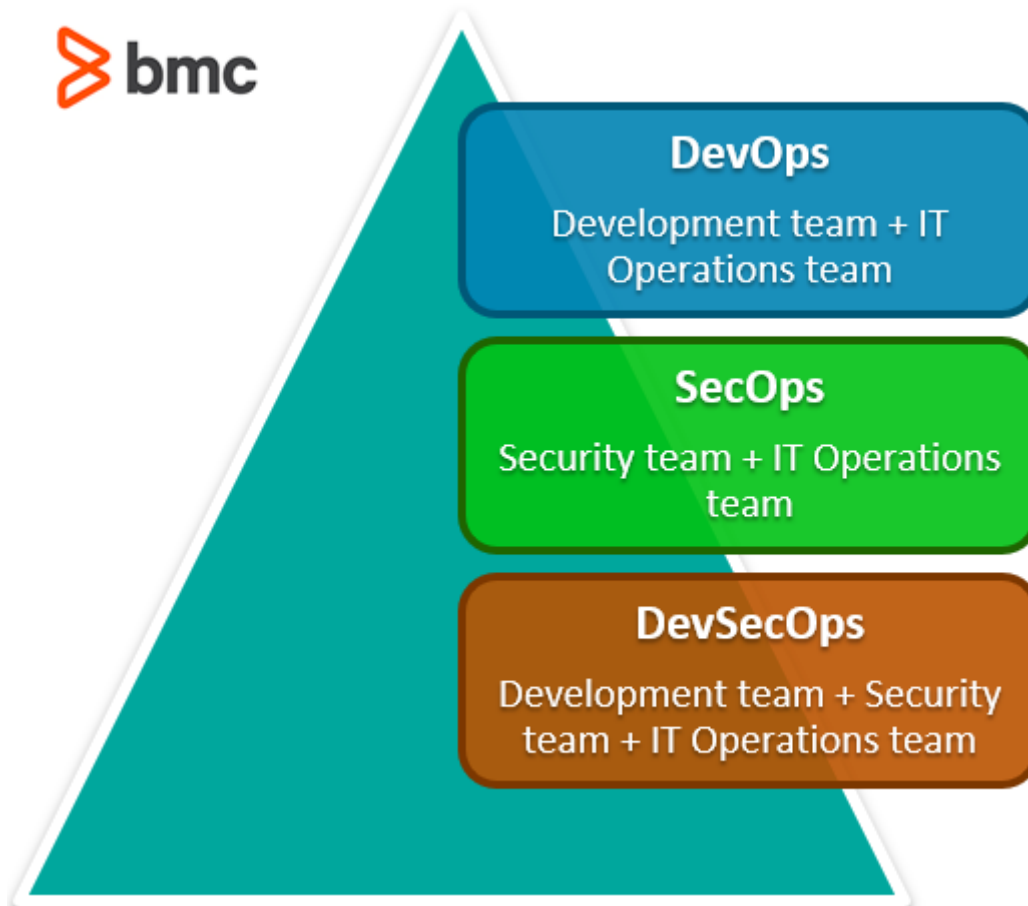 bmc
DevOps
Development team + IT
Operations team
SecOps
Security team + IT Operations
team
DevSecOps
Development team + Security
team + IT Operations team